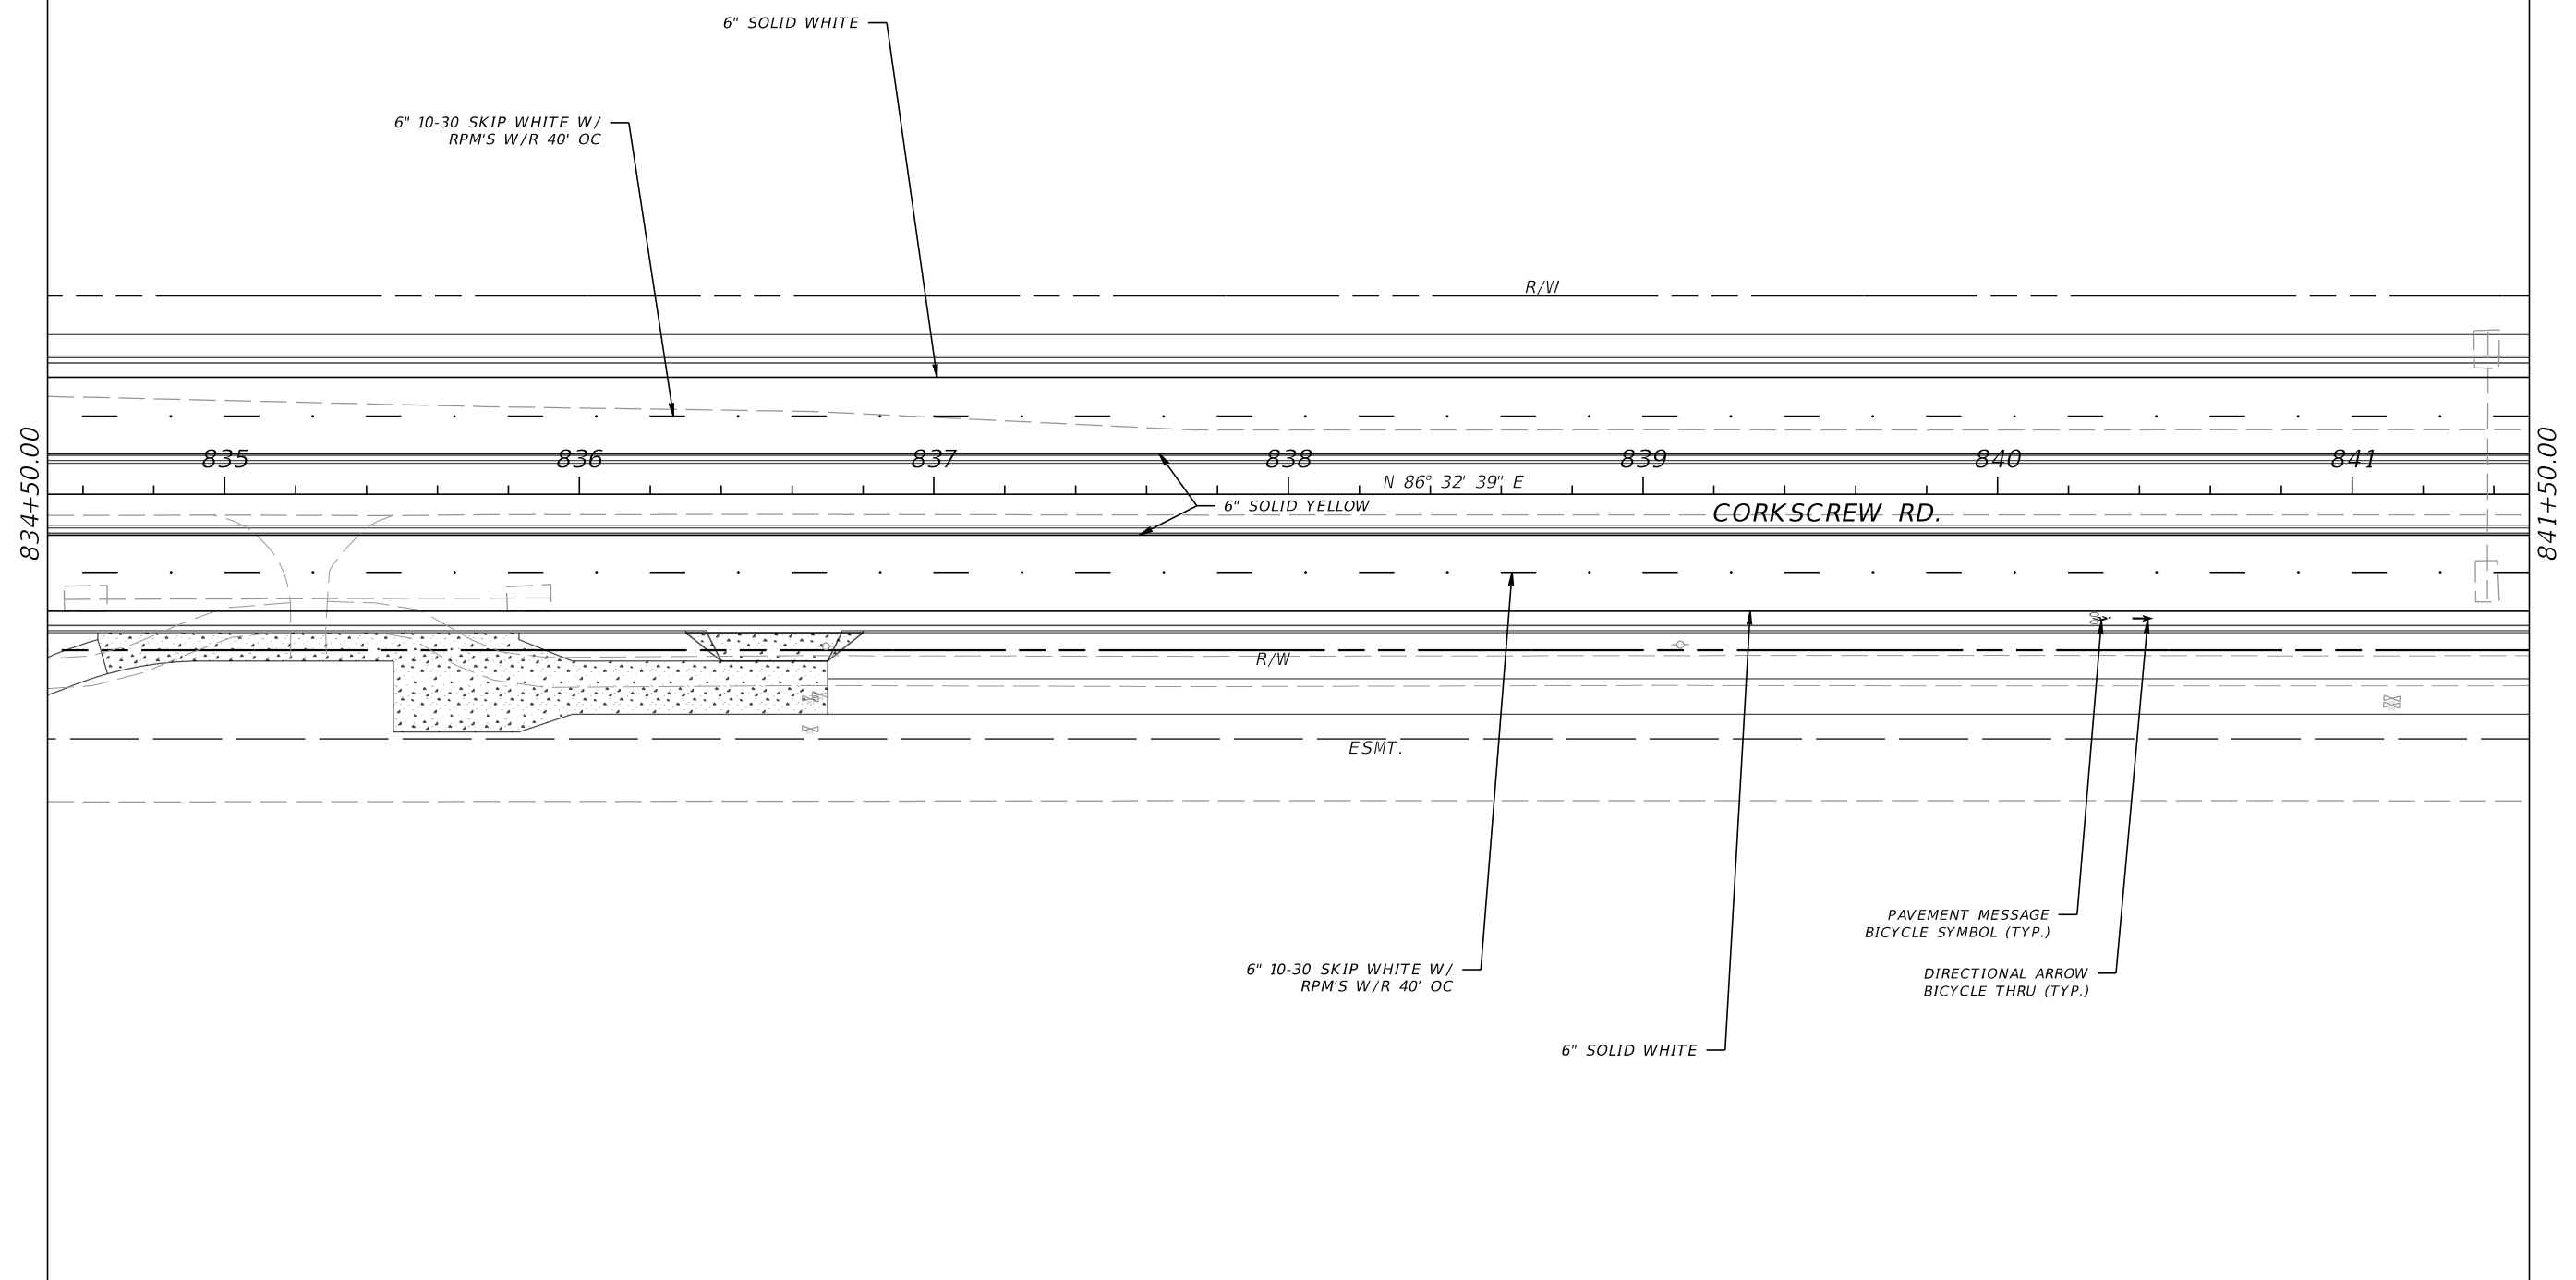 6" SOLID WHITE
6" 10-30 SKIP WHITE W/
RPM'S W/R 40' OC
R/W
834+50.00
835
836
837
838
839
840
841
841+50.00
N 86° 32' 39" E
6" SOLID YELLOW
CORKSCREW RD.
R/W
ESMT.
PAVEMENT MESSAGE
BICYCLE SYMBOL (TYP.)
6" 10-30 SKIP WHITE W/
RPM'S W/R 40' OC
DIRECTIONAL ARROW
BICYCLE THRU (TYP.)
6" SOLID WHITE